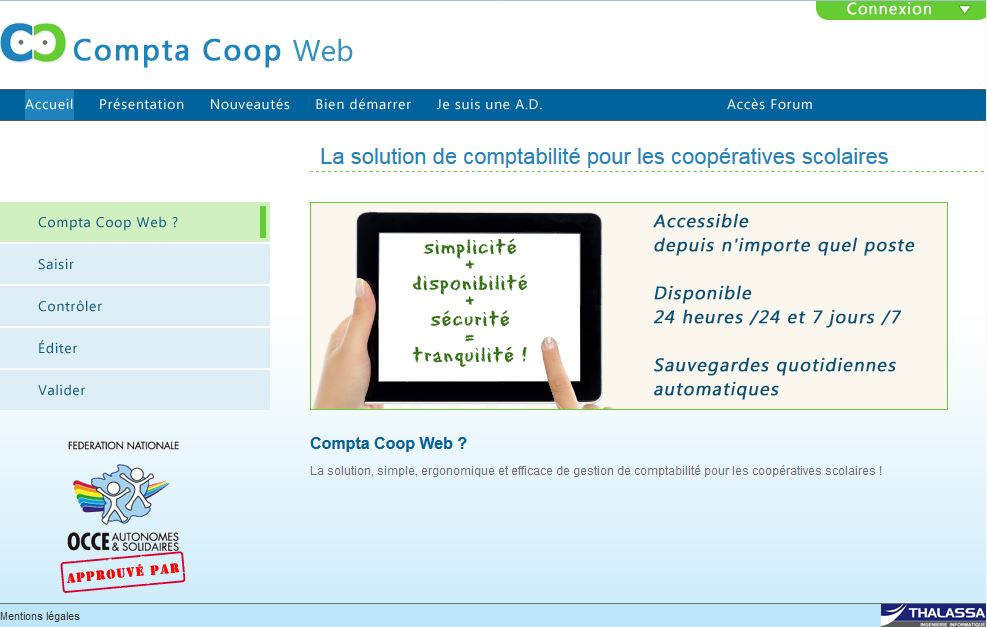 Connexion
Compta Coop Web
Accueil Présentation Nouveautés Bien démarrer Je suis une A.D. Accès Forum
La solution de comptabilité pour les coopératives scolaires
Compta Coop Web ?
Saisir
Contrôler
Éditer
Valider
simplicité
+
disponibilité
+
sécurité
=
tranquilité !
Accessible
depuis n'importe quel poste
Disponible
24 heures /24 et 7 jours /7
Sauvegardes quotidiennes
automatiques
Compta Coop Web ?
La solution, simple, ergonomique et efficace de gestion de comptabilité pour les coopératives scolaires !
FEDERATION NATIONALE
OCCE AUTONOMES
& SOLIDAIRES
APPROUVÉ PAR
Mentions légales
THALASSA
INGENIERIE INFORMATIQUE